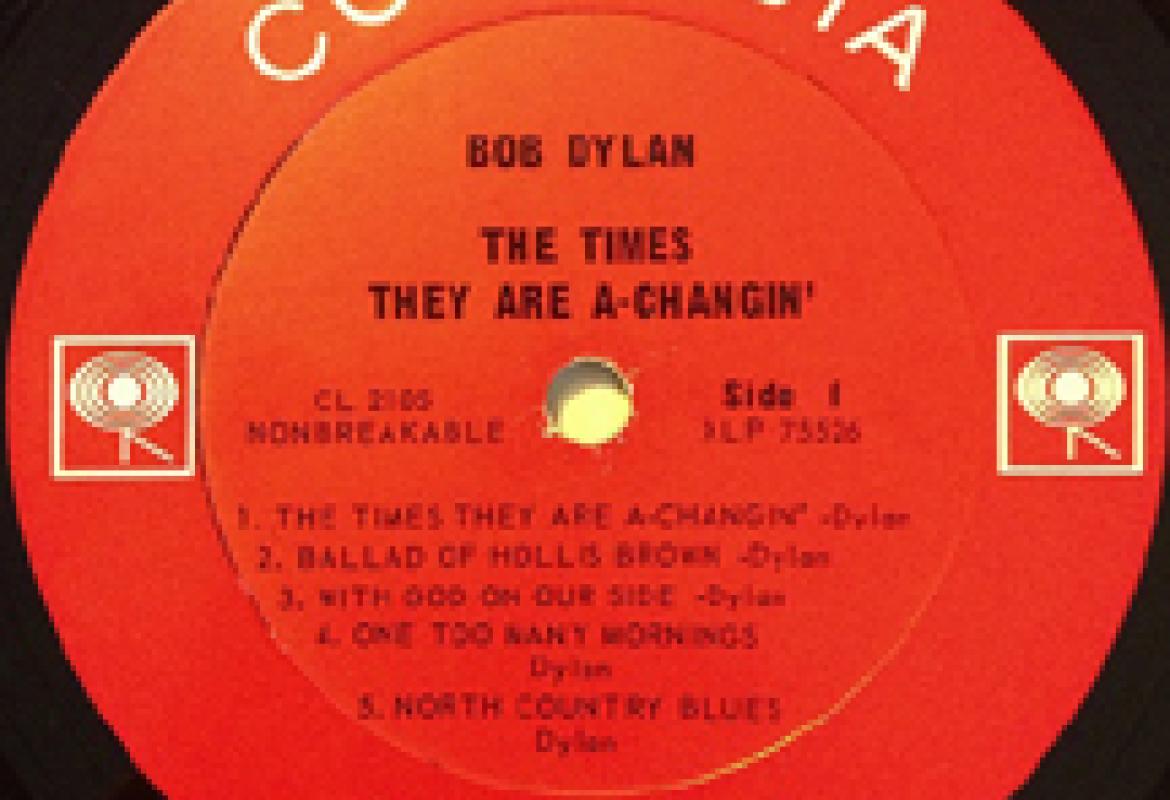 BOB DYLAN
THE TIMES
THEY ARE A-CHANGIN'
CL 2105
NONBREAKABLE
Side 1
XLP 75526
1. THE TIMES THEY ARE A-CHANGIN' -Dylan
2. BALLAD OF HOLLIS BROWN -Dylan
3. WITH GOD ON OUR SIDE -Dylan
4. ONE TOO MANY MORNINGS
Dylan
5. NORTH COUNTRY BLUES
Dylan